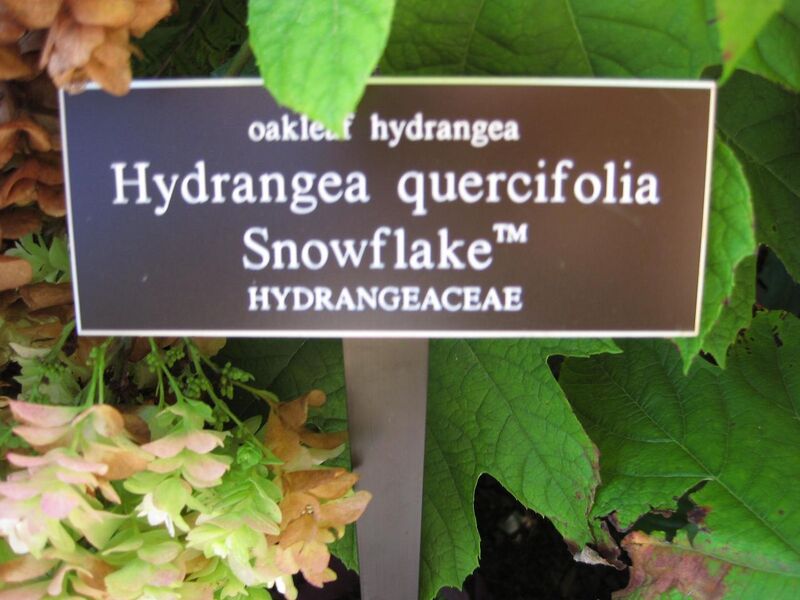 oakleaf hydrangea
Hydrangea quercifolia
Snowflake™
HYDRANGEACEAE